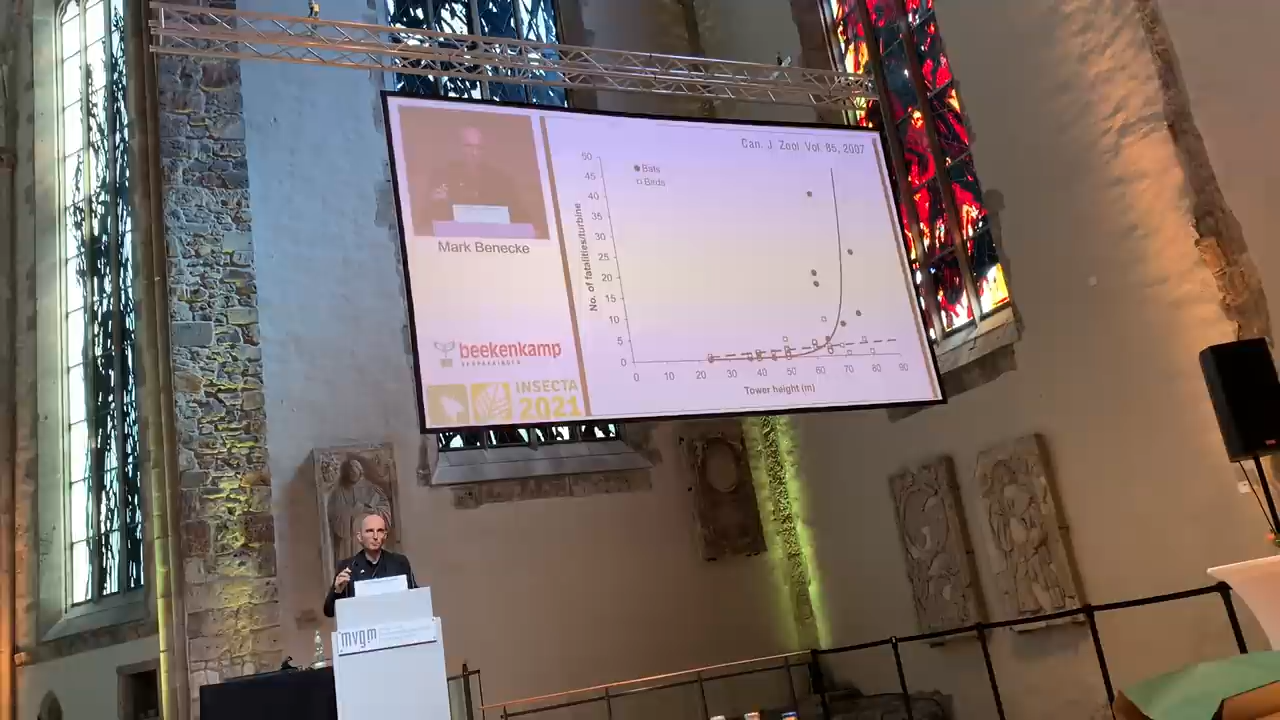 Can. J. Zool. Vol. 85, 2007
Mark Benecke
beekenkamp
VERPAKKINGEN
INSECTA
2021
No. of fatalities/turbine
50
45
40
35
30
25
20
15
10
5
0
Bats
Birds
0 10 20 30 40 50 60 70 80 90
Tower height (m)
mvgm